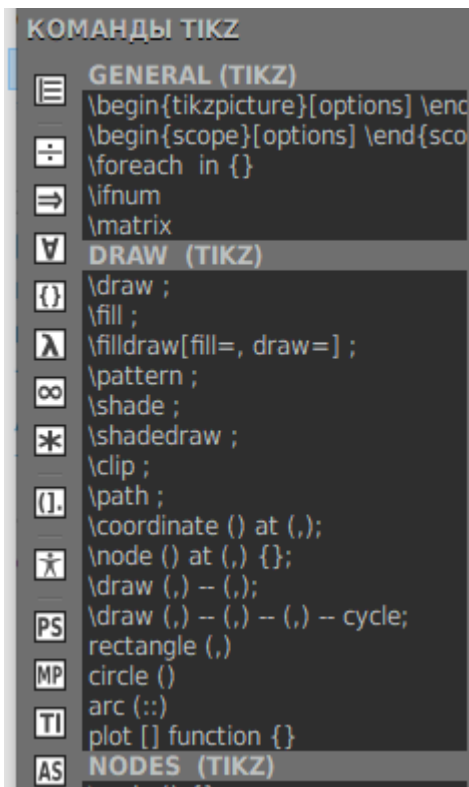 КОМАНДЫ TIKZ
GENERAL (TIKZ)
\begin{tikzpicture}[options] \end
\begin{scope}[options] \end{sco
\foreach in {}
\ifnum
\matrix
DRAW (TIKZ)
\draw ;
\fill ;
\filldraw[fill=, draw=] ;
\pattern ;
\shade ;
\shadedraw ;
\clip ;
\path ;
\coordinate () at (,);
\node () at (,) {};
\draw (,) -- (,);
\draw (,) -- (,) -- (,) -- cycle;
rectangle (,)
circle ()
arc (::)
plot [] function {}
NODES (TIKZ)
÷
⇒
∀
{}
λ
∞
*
().
PS
MP
TI
AS